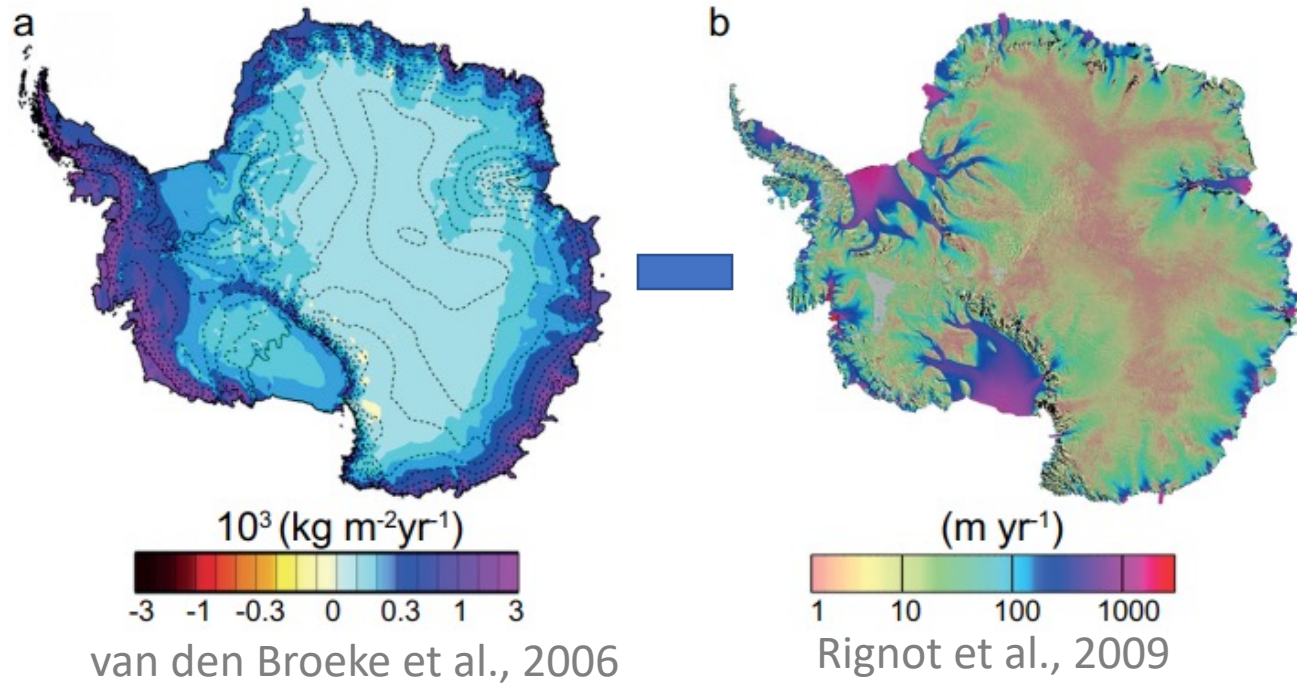 a
b
10³ (kg m⁻²yr⁻¹)
-3 -1 -0.3 0 0.3 1 3
van den Broeke et al., 2006
(m yr⁻¹)
1 10 100 1000
Rignot et al., 2009